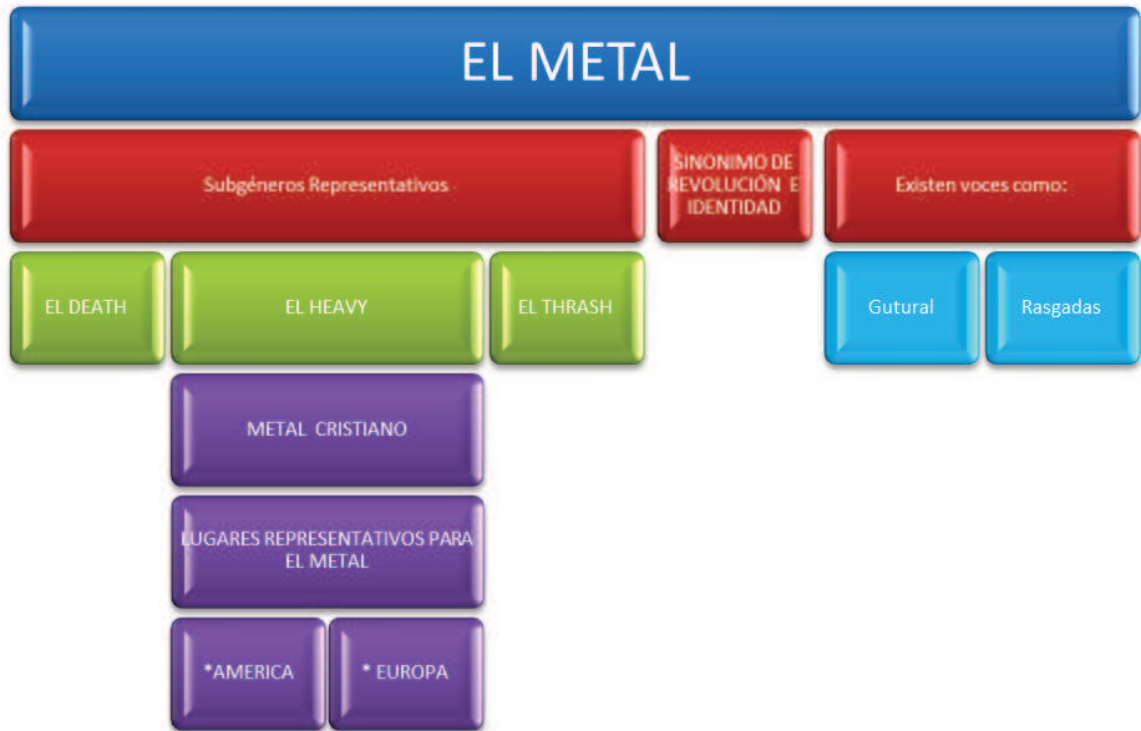 EL METAL
Subgéneros Representativos
SINONIMO DE
REVOLUCIÓN E
IDENTIDAD
Existen voces como:
EL DEATH
EL HEAVY
EL THRASH
Gutural
Rasgadas
METAL CRISTIANO
LUGARES REPRESENTATIVOS PARA
EL METAL
*AMERICA
* EUROPA